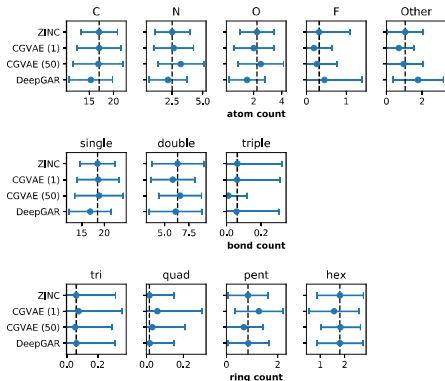 C N O F Other
ZINC
CGVAE (1)
CGVAE (50)
DeepGAR
15 20 2.5 5.0 2 4 0 1 0 2
atom count
single double triple
ZINC
CGVAE (1)
CGVAE (50)
DeepGAR
15 20 5.0 7.5 0.0 0.2
bond count
tri quad pent hex
ZINC
CGVAE (1)
CGVAE (50)
DeepGAR
0.0 0.2 0.0 0.2 0 2 1 2
ring count